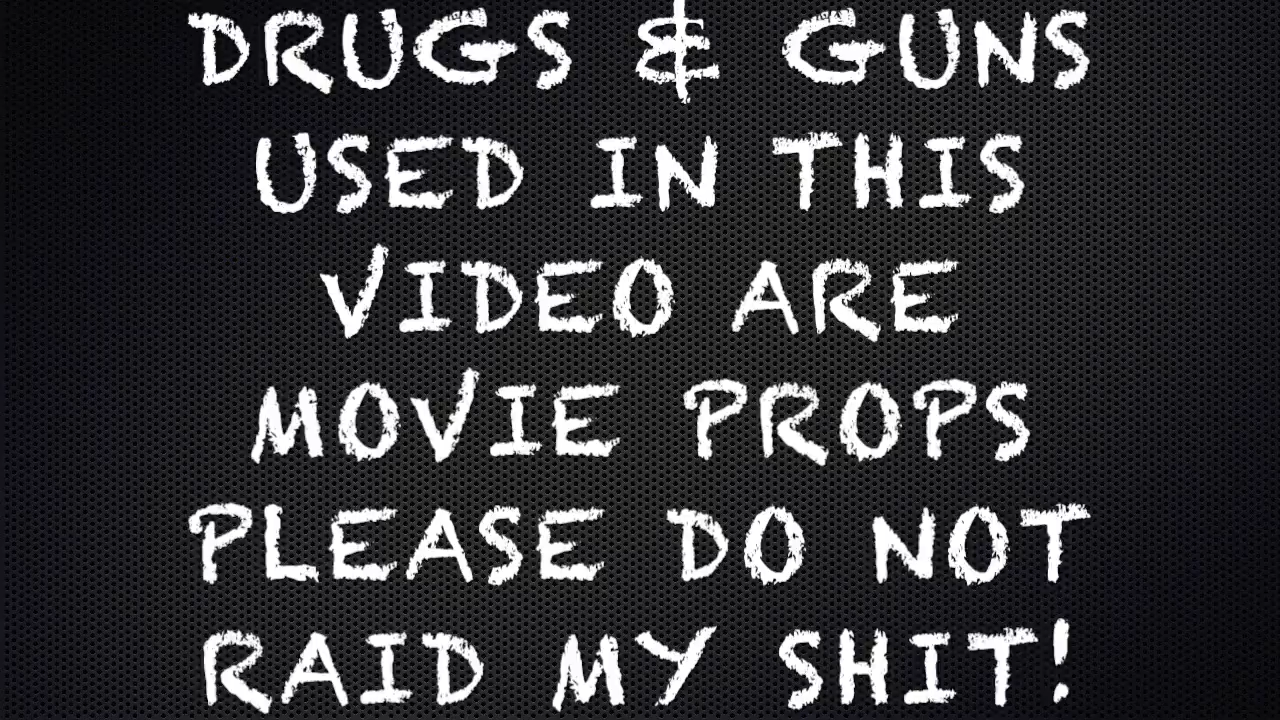 DRUGS & GUNS
USED IN THIS
VIDEO ARE
MOVIE PROPS
PLEASE DO NOT
RAID MY SHIT!